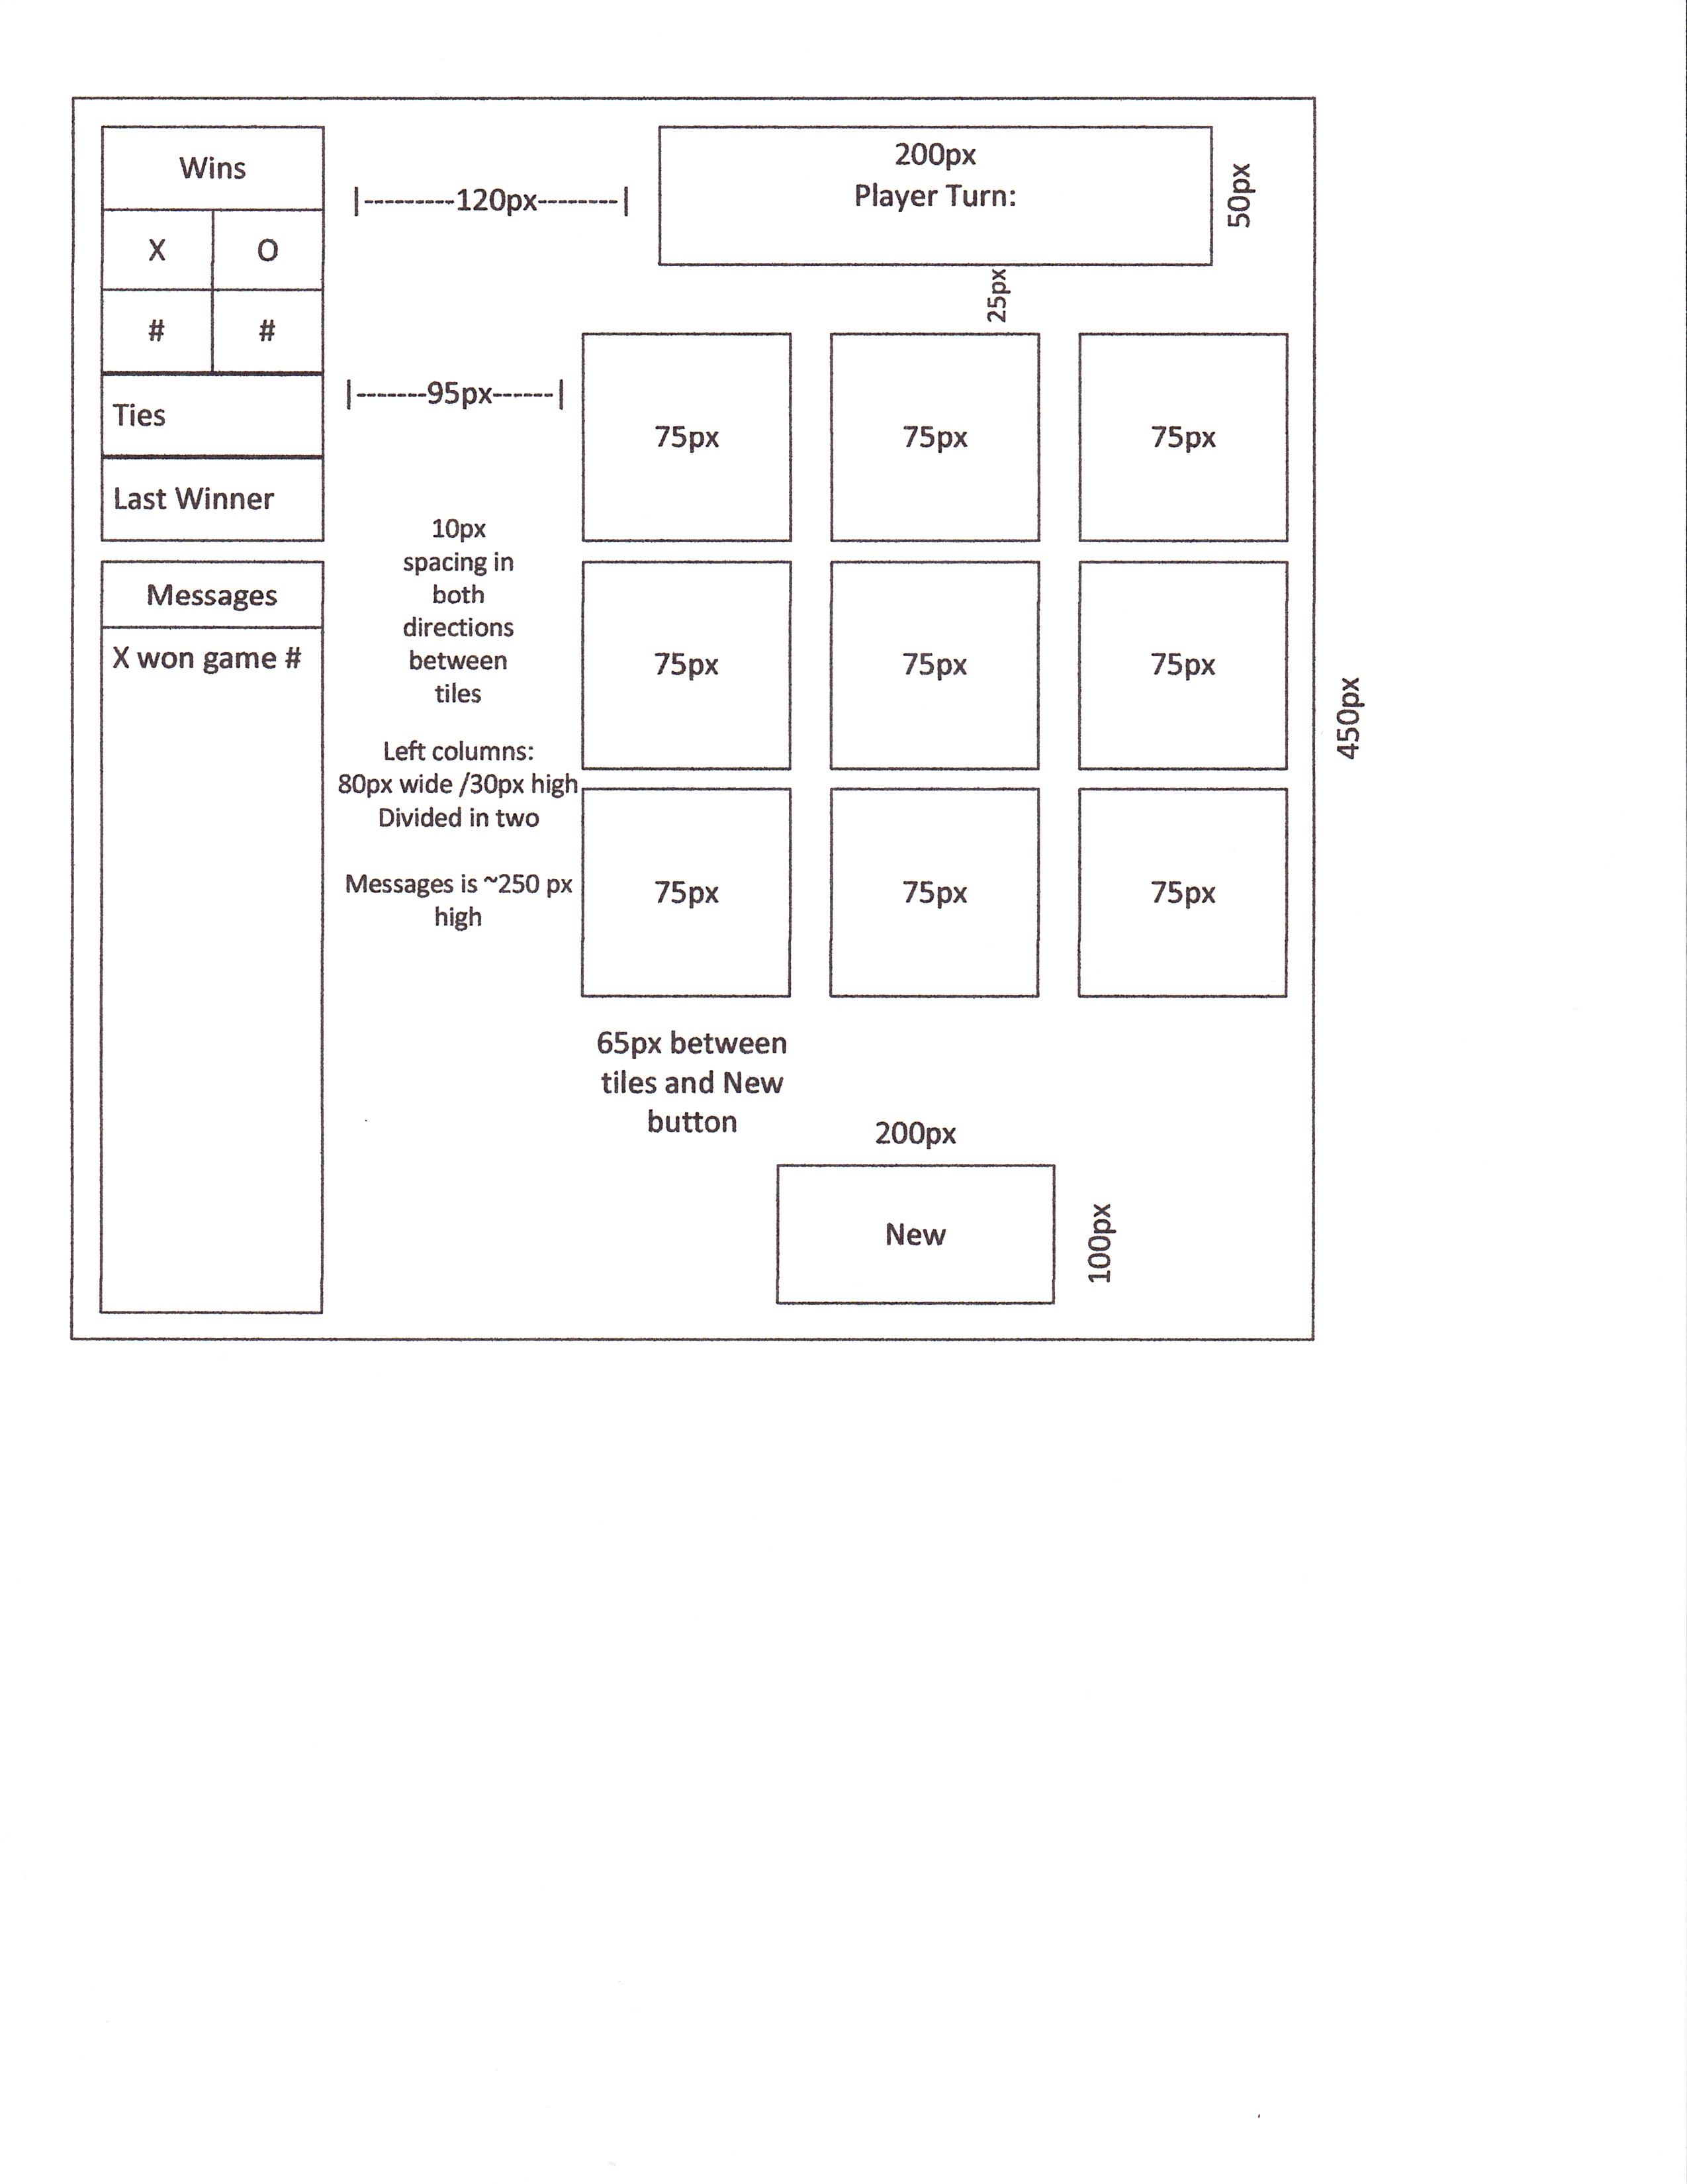 Wins
X
O
#
#
Ties
Last Winner
Messages
X won game #
|---------120px--------|
200px
Player Turn:
50px
25px
|-------95px------|
75px
75px
75px
10px
spacing in
both
directions
between
tiles
75px
75px
75px
Left columns:
80px wide /30px high
Divided in two
Messages is ~250 px
high
75px
75px
75px
450px
65px between
tiles and New
button
200px
New
100px